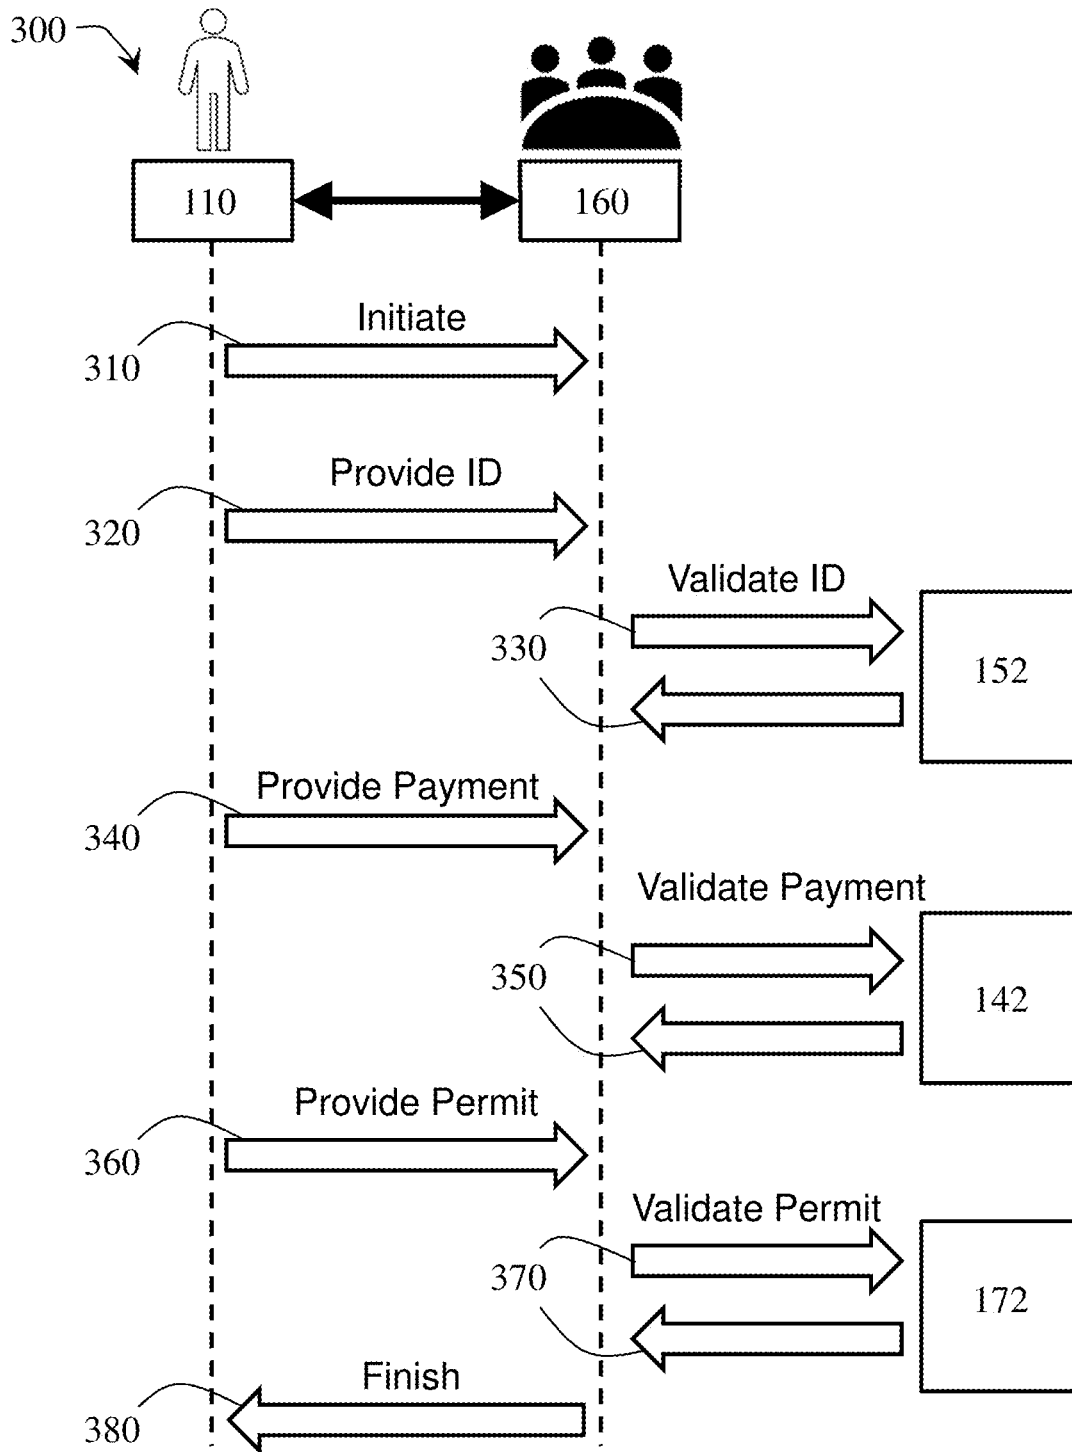 300
110
160
Initiate
310
Provide ID
320
Validate ID
330
152
Provide Payment
340
Validate Payment
350
142
Provide Permit
360
Validate Permit
370
172
Finish
380